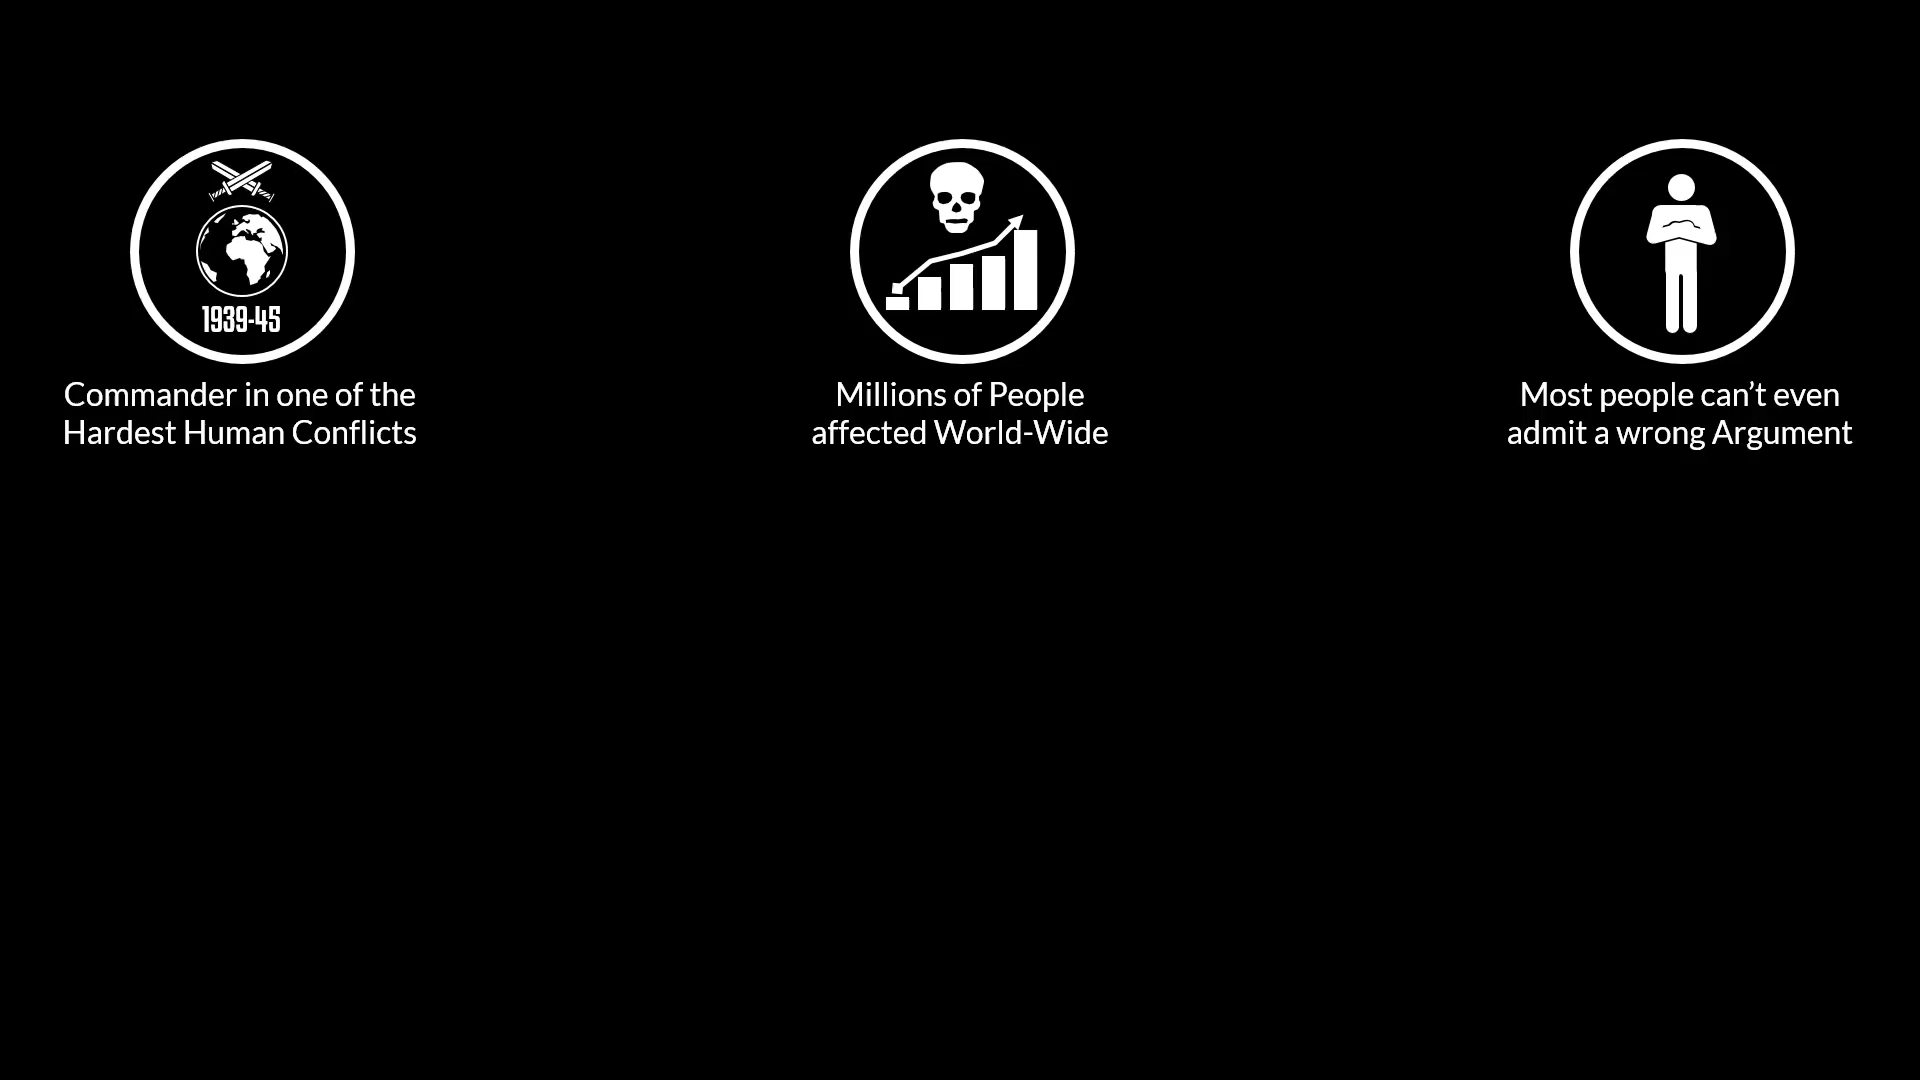 1939-45
Commander in one of the
Hardest Human Conflicts
Millions of People
affected World-Wide
Most people can’t even
admit a wrong Argument